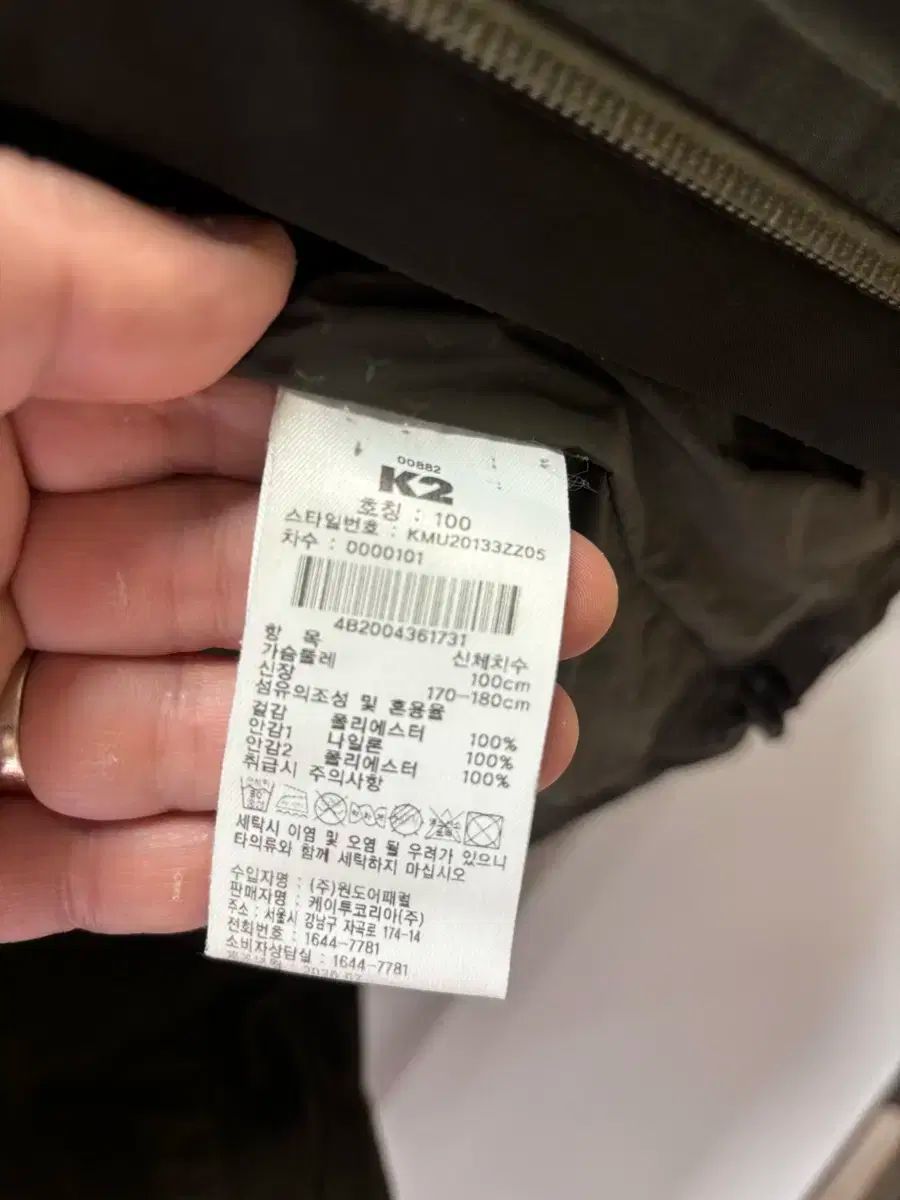 00882
K2
호칭 : 100
스타일번호 : KMU20133ZZ05
차수 : 0000101
4B2004361731
항 목 신체치수
가슴둘레 100cm
신장 170-180cm
섬유의조성 및 혼용율
겉감 폴리에스터 100%
안감1 나일론 100%
안감2 폴리에스터 100%
취급시 주의사항
세탁시 이염 및 오염 될 우려가 있으니
타의류와 함께 세탁하지 마십시오
수입자명 : (주)원도어패럴
판매자명 : 케이투코리아(주)
주소 : 서울시 강남구 자곡로 174-14
전화번호 : 1644-7781
소비자상담실 : 1644-7781